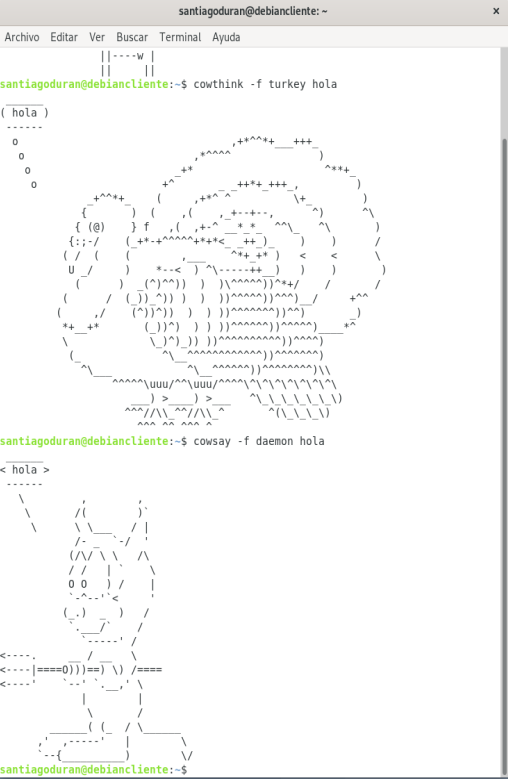 santiagoduran@debiancliente: ~
Archivo Editar Ver Buscar Terminal Ayuda
santiagoduran@debiancliente:~$ cowthink -f turkey hola
( hola )
santiagoduran@debiancliente:~$ cowsay -f daemon hola
< hola >
santiagoduran@debiancliente:~$